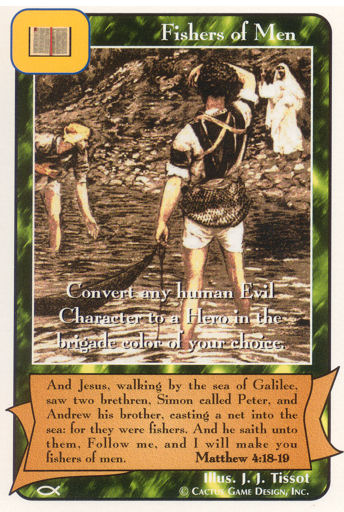 Fishers of Men
Convert any human Evil
Character to a Hero in the
brigade color of your choice.
And Jesus, walking by the sea of Galilee,
saw two brethren, Simon called Peter, and
Andrew his brother, casting a net into the
sea: for they were fishers. And he saith unto
them, Follow me, and I will make you
fishers of men. Matthew 4:18-19
Illus. J. J. Tissot
© Cactus Game Design, Inc.